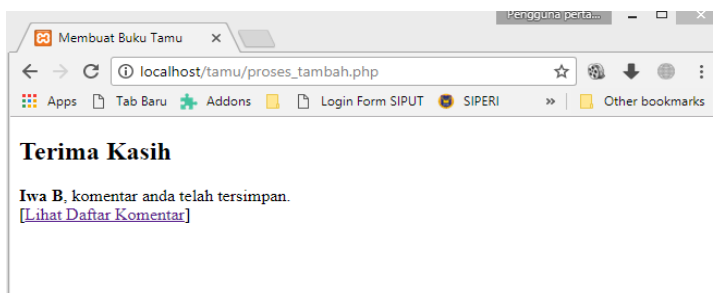 Pengguna perta...
Membuat Buku Tamu
localhost/tamu/proses_tambah.php
Apps Tab Baru Addons Login Form SIPUT SIPERI » Other bookmarks
Terima Kasih
Iwa B, komentar anda telah tersimpan.
[Lihat Daftar Komentar]